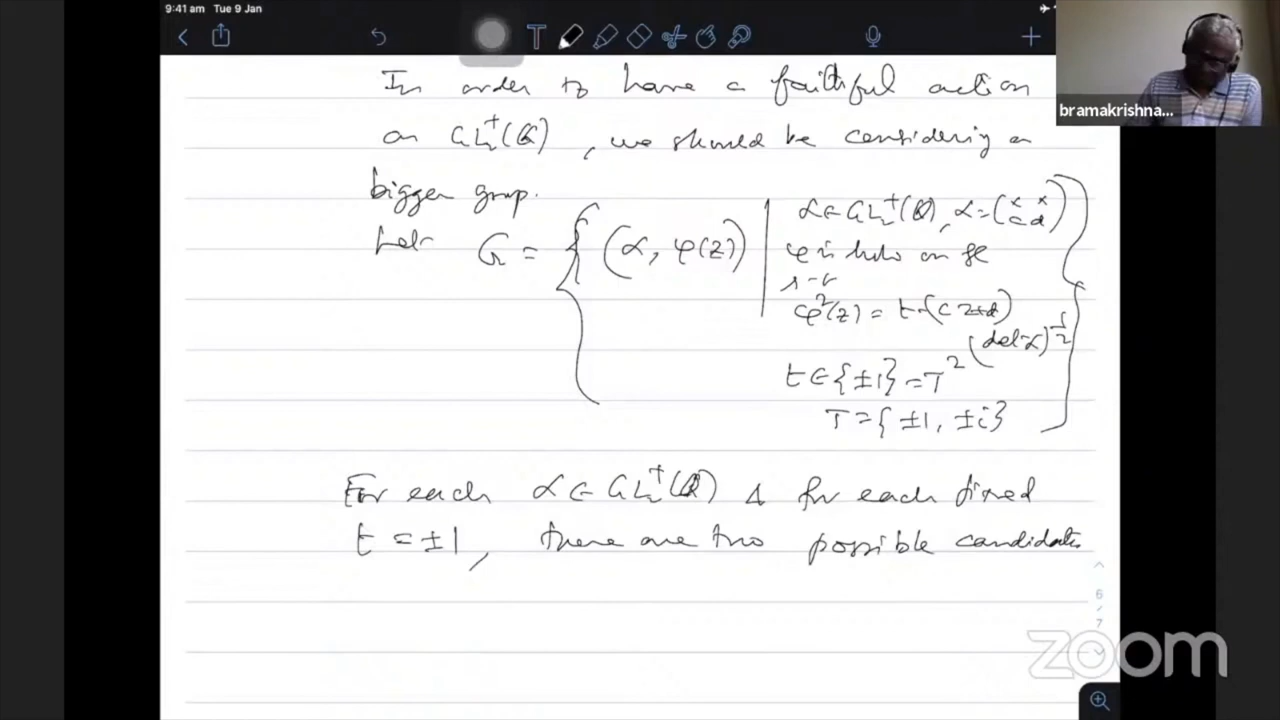 9:41 am Tue 9 Jan
bramakrishna...
In order to have a faithful action
on GL₂⁺(Q), we should be considering a
bigger group.
Let G = { (α, φ(z)) | α ∈ GL₂⁺(Q), α = (* * c d)
φ is holo on ℋ
s-t
φ²(z) = t·(cz+d)
(det α)^-1/2
t ∈ {±1} = T²
T = {±1, ±i} }
For each α ∈ GL₂⁺(Q) & for each fixed
t = ±1, there are two possible candidates
6
/
7
zoom